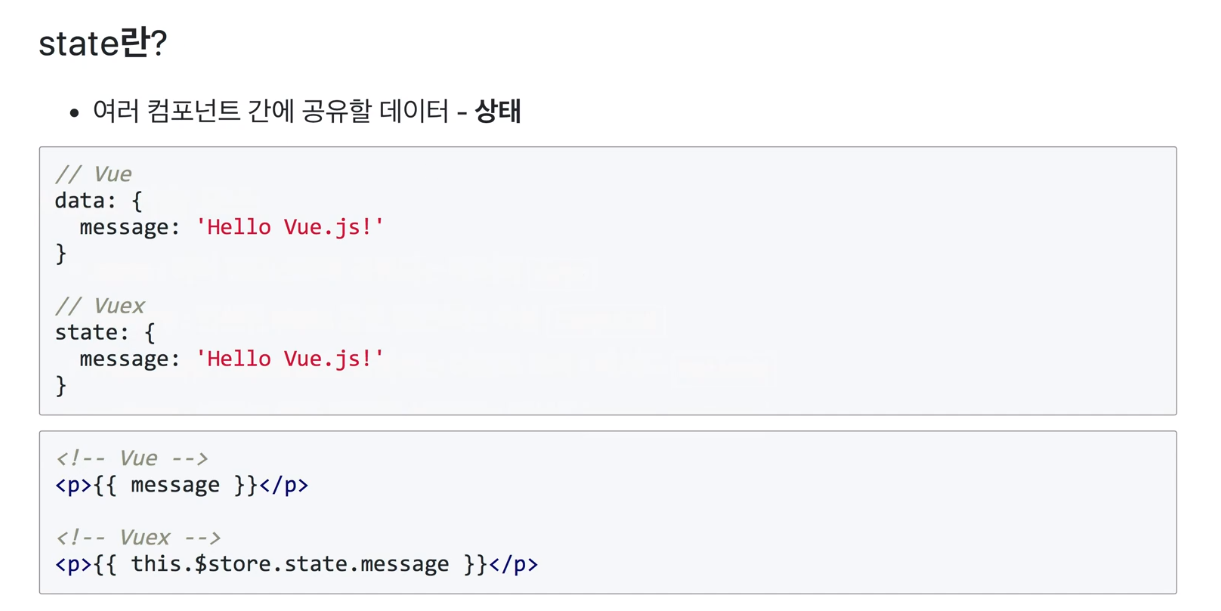 state란?
• 여러 컴포넌트 간에 공유할 데이터 - 상태
// Vue
data: {
  message: 'Hello Vue.js!'
}
// Vuex
state: {
  message: 'Hello Vue.js!'
}
<!-- Vue -->
<p>{{ message }}</p>
<!-- Vuex -->
<p>{{ this.$store.state.message }}</p>